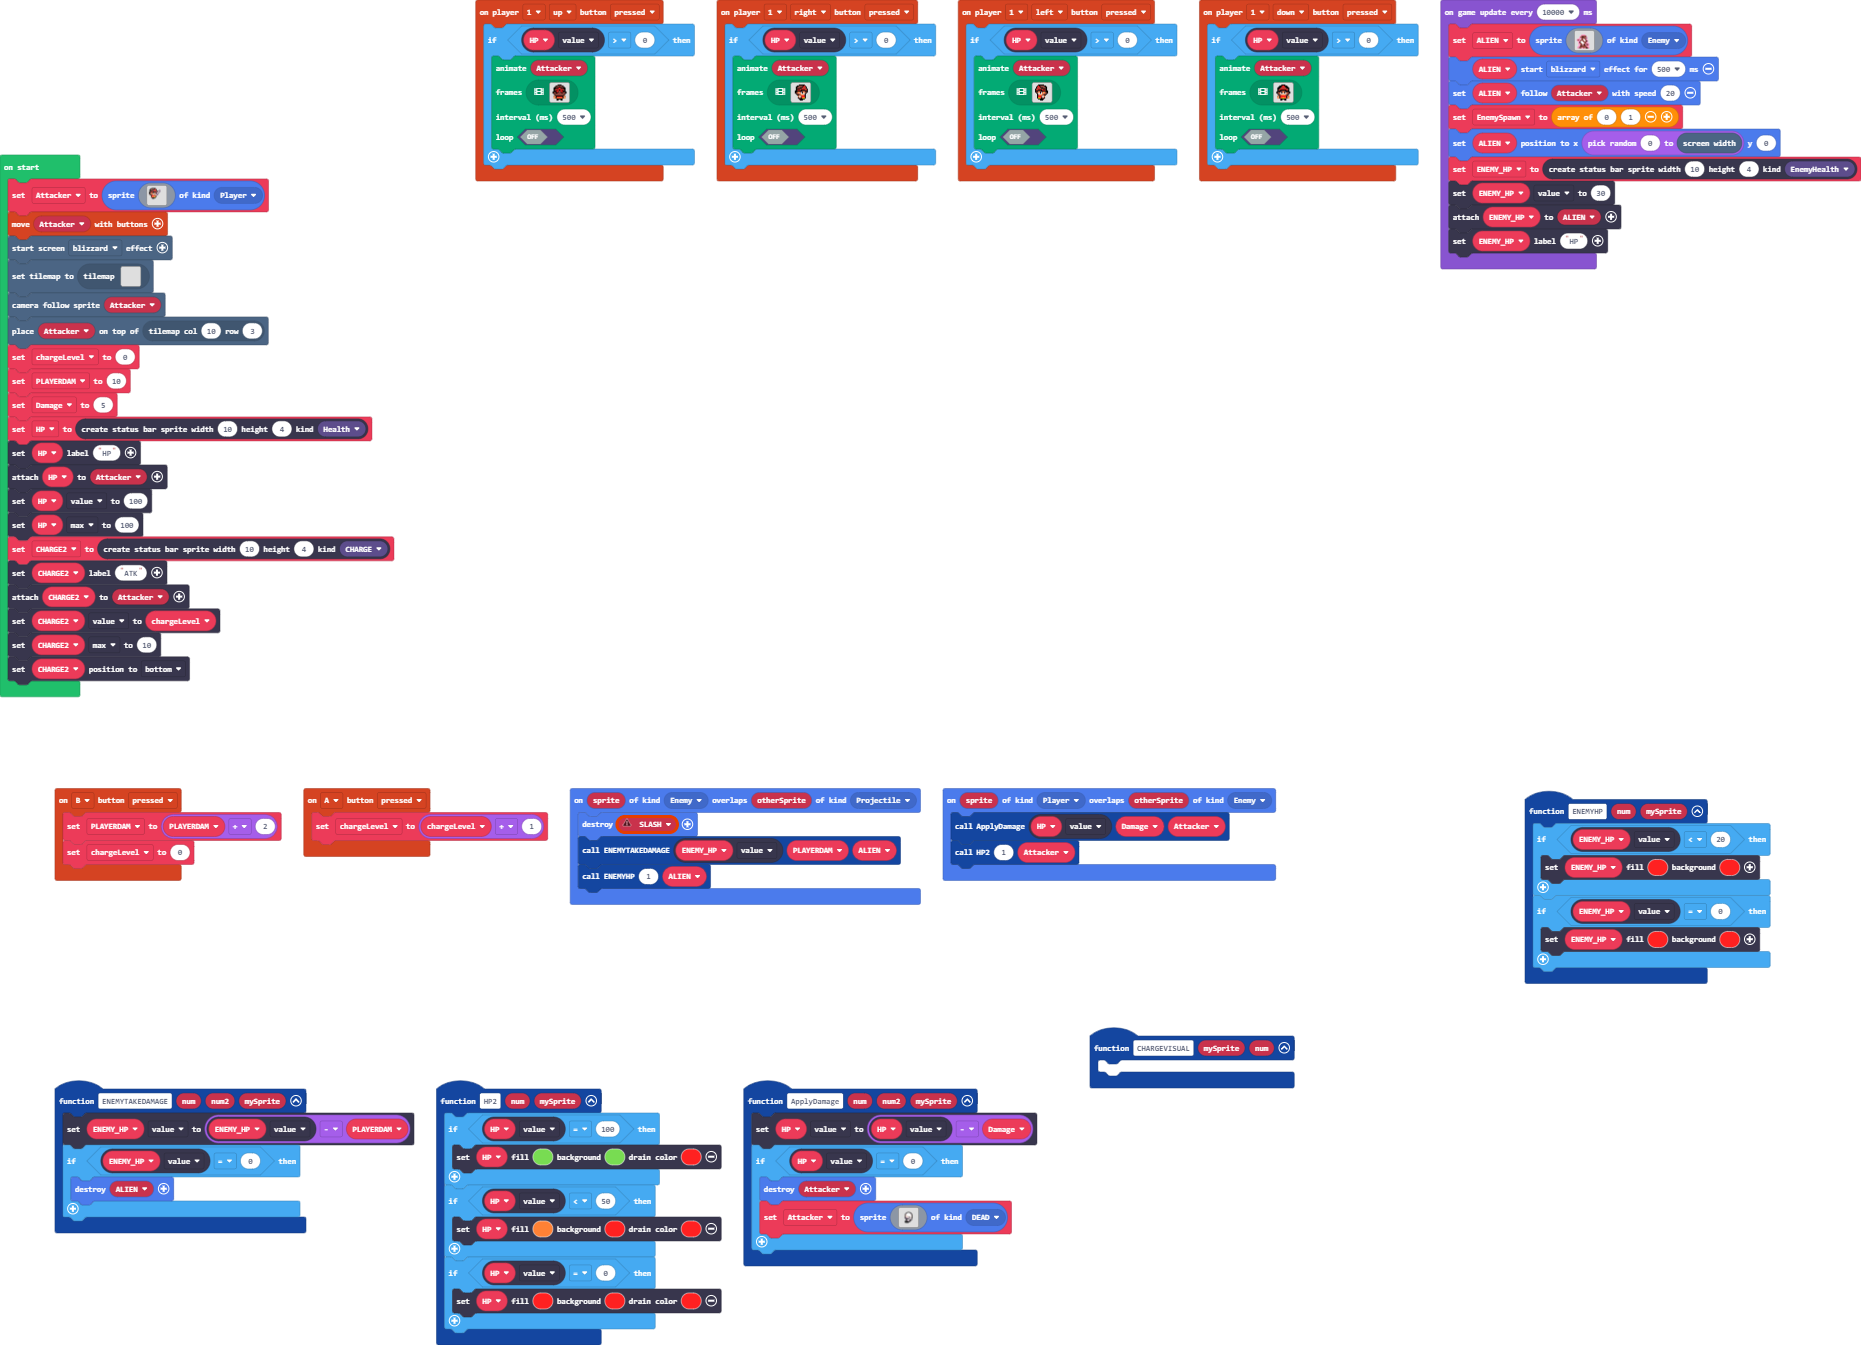 on player 1 up button pressed
if HP value > 0 then
animate Attacker
frames
interval (ms) 500
loop OFF
on player 1 right button pressed
if HP value > 0 then
animate Attacker
frames
interval (ms) 500
loop OFF
on player 1 left button pressed
if HP value > 0 then
animate Attacker
frames
interval (ms) 500
loop OFF
on player 1 down button pressed
if HP value > 0 then
animate Attacker
frames
interval (ms) 500
loop OFF
on game update every 10000 ms
set ALIEN to sprite of kind Enemy
ALIEN start blizzard effect for 500 ms
set ALIEN follow Attacker with speed 20
set EnemySpawn to array of 0 1
set ALIEN position to x pick random 0 to screen width y 0
set ENEMY_HP to create status bar sprite width 10 height 4 kind EnemyHealth
set ENEMY_HP value to 30
attach ENEMY_HP to ALIEN
set ENEMY_HP label "HP"
on start
set Attacker to sprite of kind Player
move Attacker with buttons
start screen blizzard effect
set tilemap to tilemap
camera follow sprite Attacker
place Attacker on top of tilemap col 10 row 3
set chargeLevel to 0
set PLAYERDAM to 10
set Damage to 5
set HP to create status bar sprite width 10 height 4 kind Health
set HP label "HP"
attach HP to Attacker
set HP value to 100
set HP max to 100
set CHARGE2 to create status bar sprite width 10 height 4 kind CHARGE
set CHARGE2 label "ATK"
attach CHARGE2 to Attacker
set CHARGE2 value to chargeLevel
set CHARGE2 max to 10
set CHARGE2 position to bottom
on B button pressed
set PLAYERDAM to PLAYERDAM + 2
set chargeLevel to 0
on A button pressed
set chargeLevel to chargeLevel + 1
on sprite of kind Enemy overlaps otherSprite of kind Projectile
destroy SLASH
call ENEMYTAKEDAMAGE ENEMY_HP value PLAYERDAM ALIEN
call ENEMYHP 1 ALIEN
on sprite of kind Player overlaps otherSprite of kind Enemy
call ApplyDamage HP value Damage Attacker
call HP2 1 Attacker
function ENEMYHP num mySprite
if ENEMY_HP value < 20 then
set ENEMY_HP fill background
if ENEMY_HP value = 0 then
set ENEMY_HP fill background
function CHARGEVISUAL mySprite num
function ENEMYTAKEDAMAGE num num2 mySprite
set ENEMY_HP value to ENEMY_HP value - PLAYERDAM
if ENEMY_HP value = 0 then
destroy ALIEN
function HP2 num mySprite
if HP value = 100 then
set HP fill background drain color
if HP value < 50 then
set HP fill background drain color
if HP value = 0 then
set HP fill background drain color
function ApplyDamage num num2 mySprite
set HP value to HP value - Damage
if HP value = 0 then
destroy Attacker
set Attacker to sprite of kind DEAD